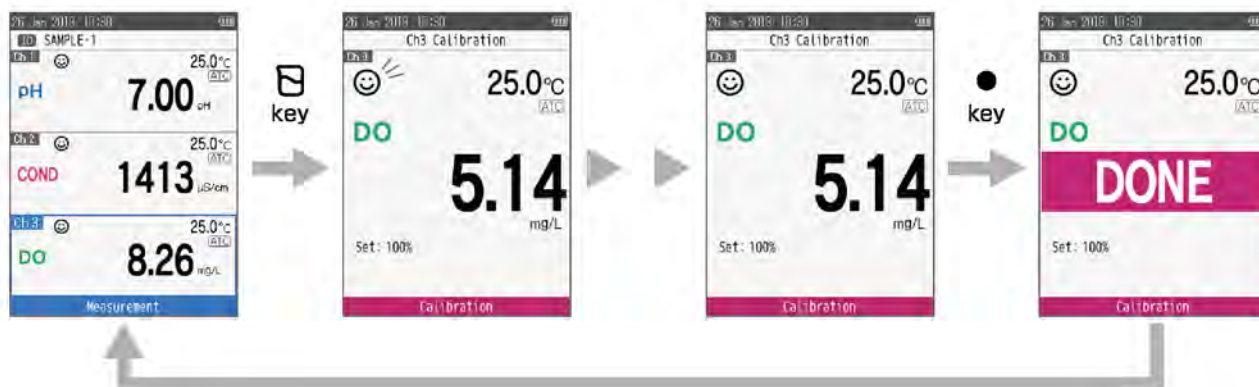 26 Jan 2018 10:30
ID SAMPLE-1
Ch 1
25.0°C
ATC
pH
7.00 pH
Ch 2
25.0°C
ATC
COND
1413 µS/cm
Ch 3
25.0°C
ATC
DO
8.26 mg/L
Measurement
key
26 Jan 2018 10:30
Ch3 Calibration
Ch 3
25.0°C
ATC
DO
5.14
mg/L
Set: 100%
Calibration
26 Jan 2018 10:30
Ch3 Calibration
Ch 3
25.0°C
ATC
DO
5.14
mg/L
Set: 100%
Calibration
key
26 Jan 2018 10:30
Ch3 Calibration
Ch 3
25.0°C
ATC
DO
DONE
Set: 100%
Calibration